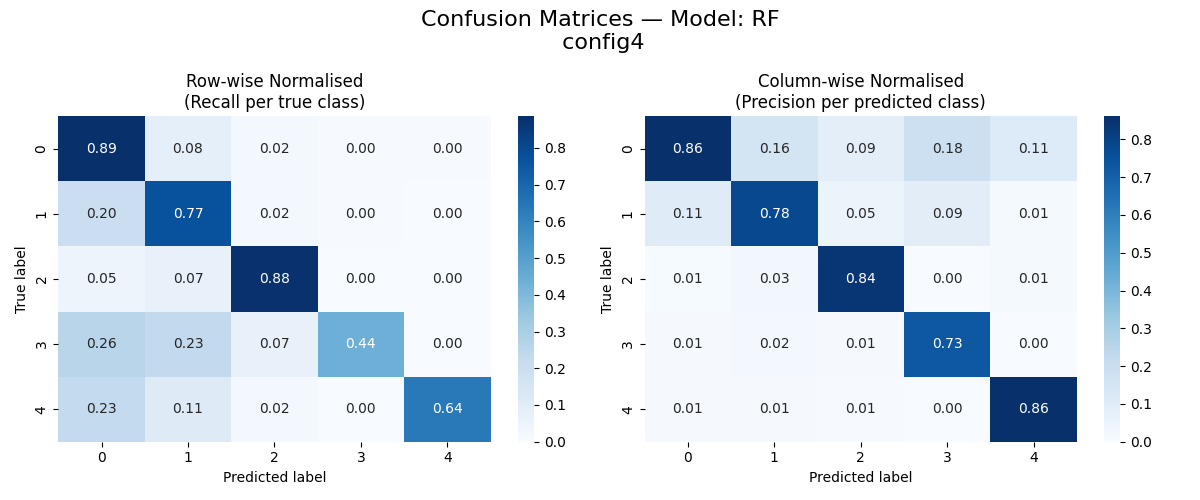 Confusion Matrices — Model: RF
config4
Row-wise Normalised
(Recall per true class)
True label
0 0.89 0.08 0.02 0.00 0.00
1 0.20 0.77 0.02 0.00 0.00
2 0.05 0.07 0.88 0.00 0.00
3 0.26 0.23 0.07 0.44 0.00
4 0.23 0.11 0.02 0.00 0.64
0 1 2 3 4
Predicted label
0.8
0.7
0.6
0.5
0.4
0.3
0.2
0.1
0.0
Column-wise Normalised
(Precision per predicted class)
True label
0 0.86 0.16 0.09 0.18 0.11
1 0.11 0.78 0.05 0.09 0.01
2 0.01 0.03 0.84 0.00 0.01
3 0.01 0.02 0.01 0.73 0.00
4 0.01 0.01 0.01 0.00 0.86
0 1 2 3 4
Predicted label
0.8
0.7
0.6
0.5
0.4
0.3
0.2
0.1
0.0